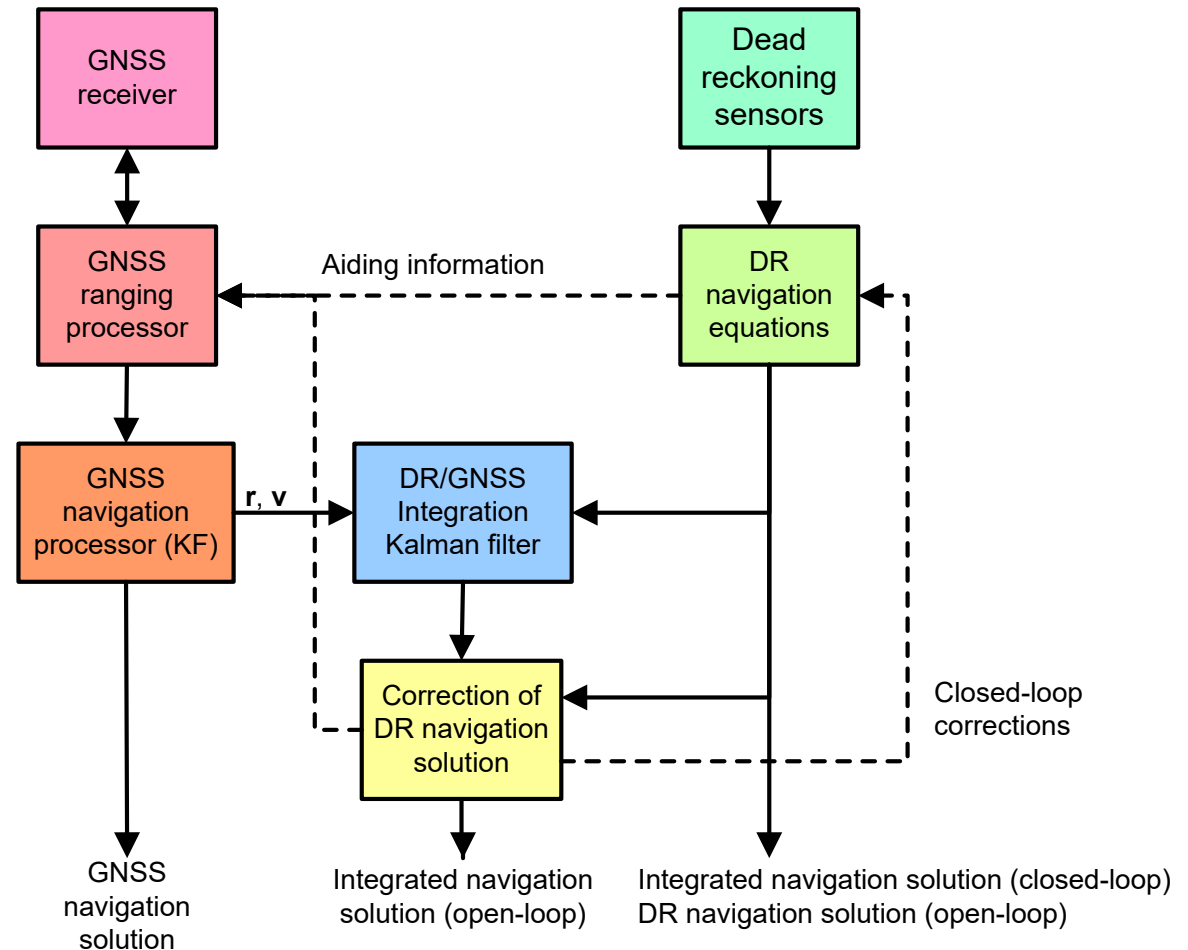 GNSS
receiver
Dead
reckoning
sensors
GNSS
ranging
processor
Aiding information
DR
navigation
equations
GNSS
navigation
processor (KF)
r, v
DR/GNSS
Integration
Kalman filter
Correction of
DR navigation
solution
Closed-loop
corrections
GNSS
navigation
solution
Integrated navigation
solution (open-loop)
Integrated navigation solution (closed-loop)
DR navigation solution (open-loop)